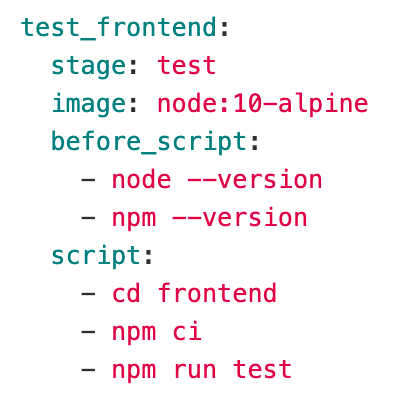 test_frontend:
  stage: test
  image: node:10-alpine
  before_script:
    - node --version
    - npm --version
  script:
    - cd frontend
    - npm ci
    - npm run test